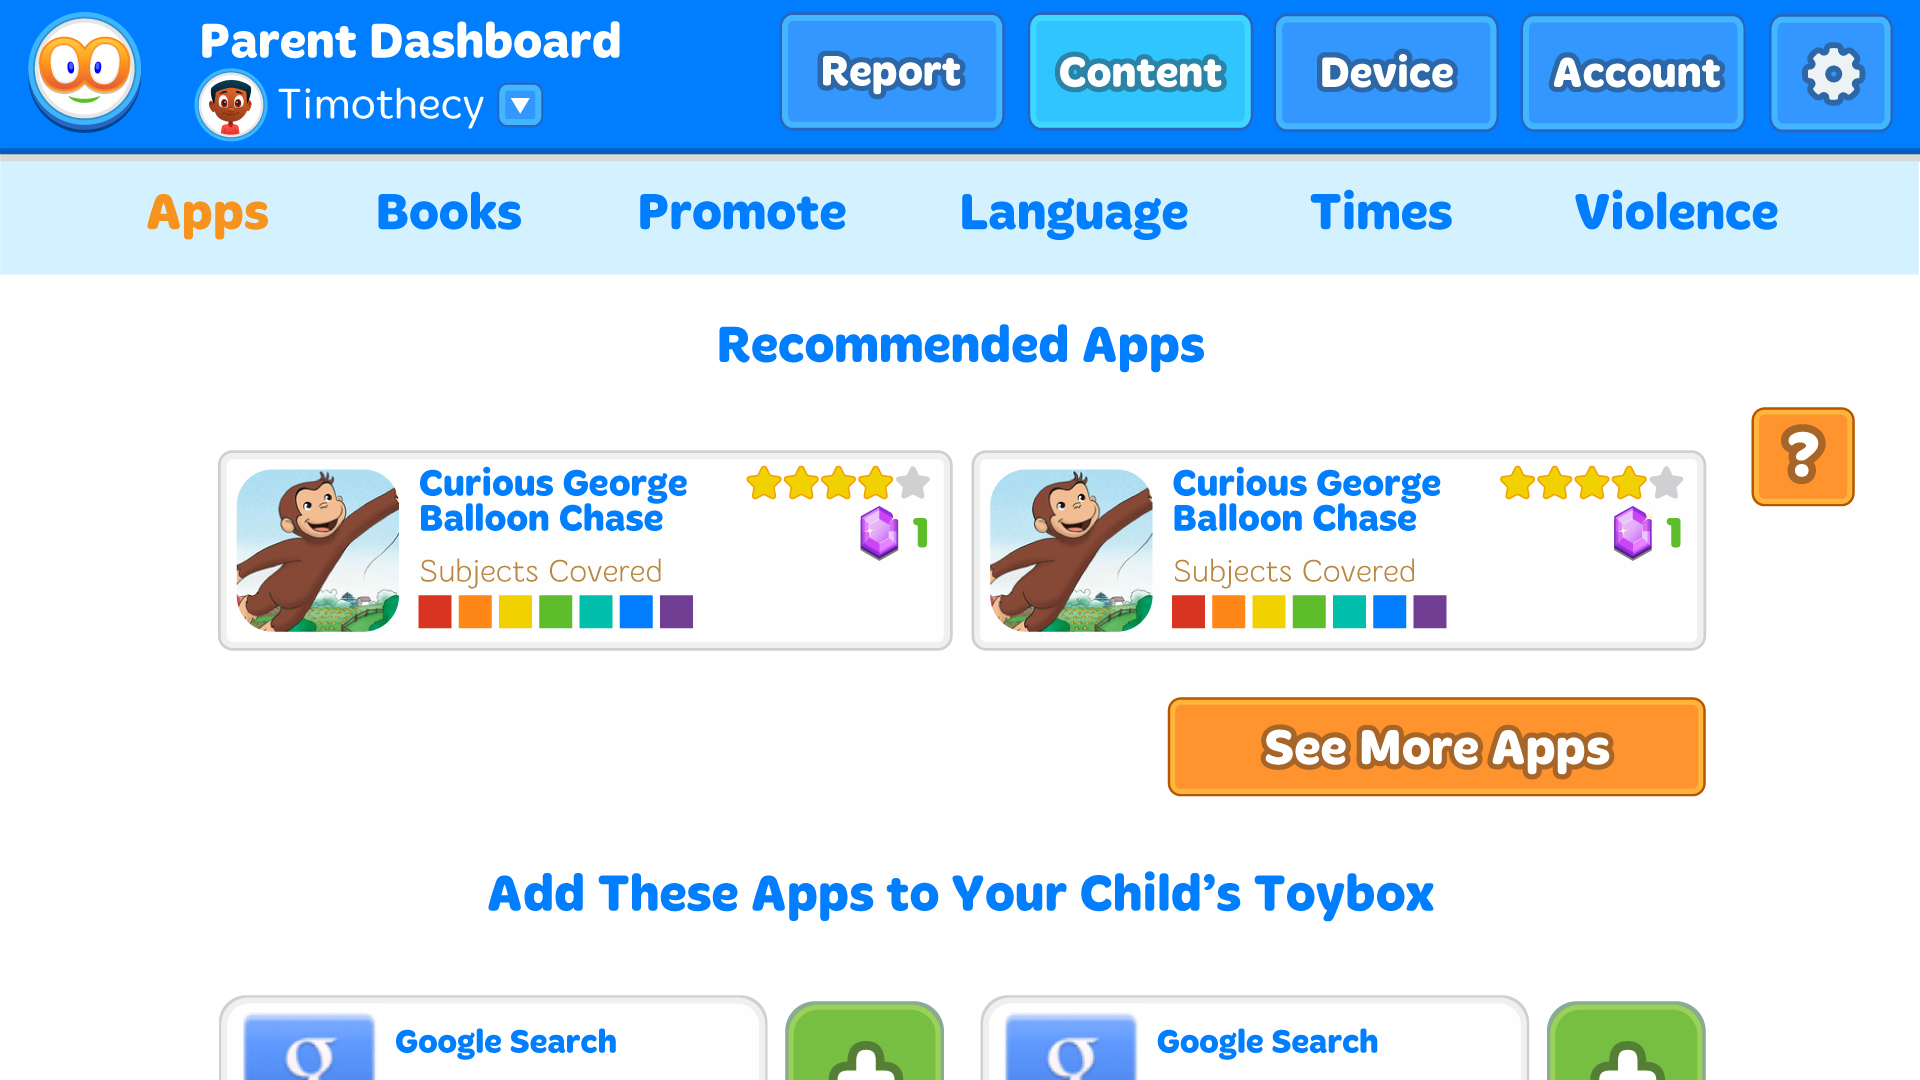 Parent Dashboard
Timothecy
Report
Content
Device
Account
Apps
Books
Promote
Language
Times
Violence
Recommended Apps
?
Curious George
Balloon Chase
1
Subjects Covered
Curious George
Balloon Chase
1
Subjects Covered
See More Apps
Add These Apps to Your Child’s Toybox
g
Google Search
g
Google Search